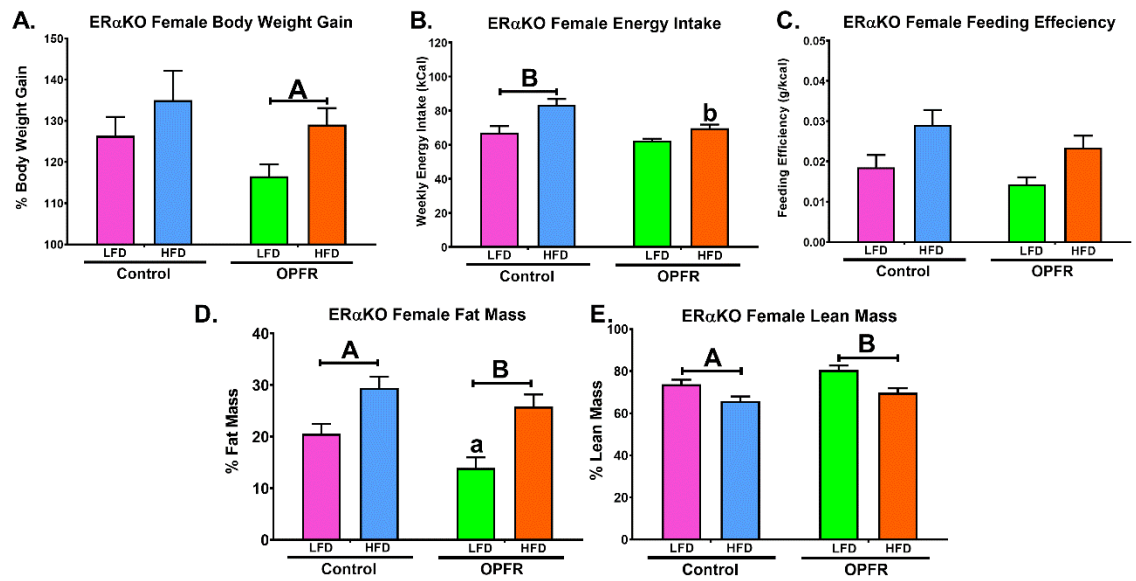 A.
ERαKO Female Body Weight Gain
% Body Weight Gain
140
130
120
110
100
A
LFD
HFD
LFD
HFD
Control
OPFR
B.
ERαKO Female Energy Intake
Weekly Energy Intake (kCal)
120
100
80
60
40
20
0
B
b
LFD
HFD
LFD
HFD
Control
OPFR
C.
ERαKO Female Feeding Effeciency
Feeding Efficiency (g/kcal)
0.05
0.04
0.03
0.02
0.01
0.00
LFD
HFD
LFD
HFD
Control
OPFR
D.
ERαKO Female Fat Mass
% Fat Mass
40
30
20
10
0
A
B
a
LFD
HFD
LFD
HFD
Control
OPFR
E.
ERαKO Female Lean Mass
% Lean Mass
100
80
60
40
20
0
A
B
LFD
HFD
LFD
HFD
Control
OPFR